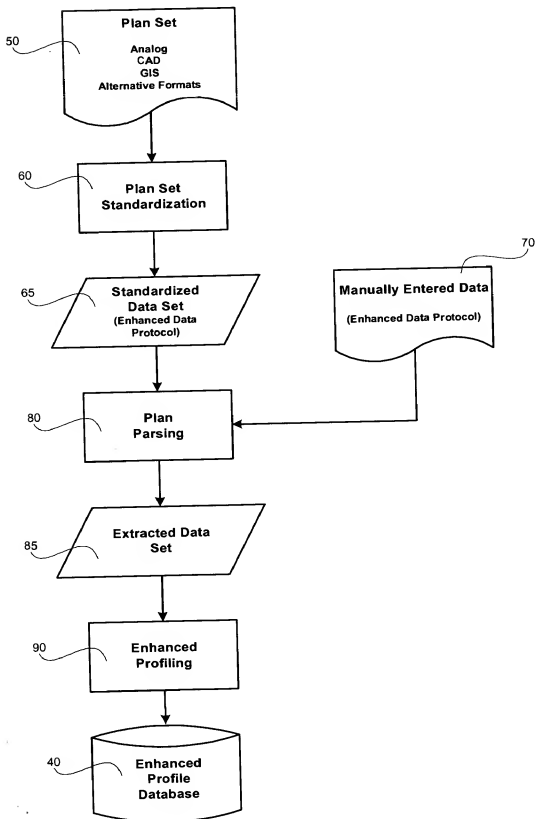 Plan Set
50
Analog
CAD
GIS
Alternative Formats
60
Plan Set
Standardization
70
65
Standardized
Data Set
(Enhanced Data
Protocol)
Manually Entered Data
(Enhanced Data Protocol)
80
Plan
Parsing
85
Extracted Data
Set
90
Enhanced
Profiling
40
Enhanced
Profile
Database